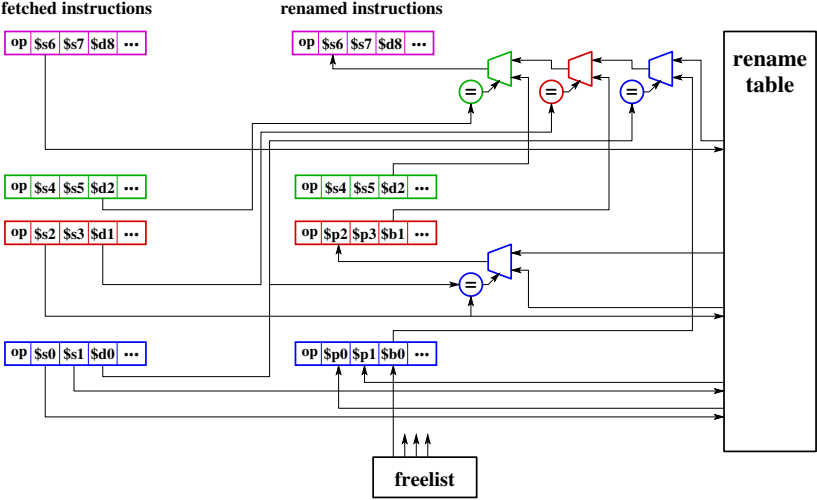 fetched instructions
renamed instructions
op $s6 $s7 $d8 ...
op $s6 $s7 $d8 ...
rename
table
= = =
op $s4 $s5 $d2 ...
op $s4 $s5 $d2 ...
op $s2 $s3 $d1 ...
op $p2 $p3 $b1 ...
=
op $s0 $s1 $d0 ...
op $p0 $p1 $b0 ...
freelist